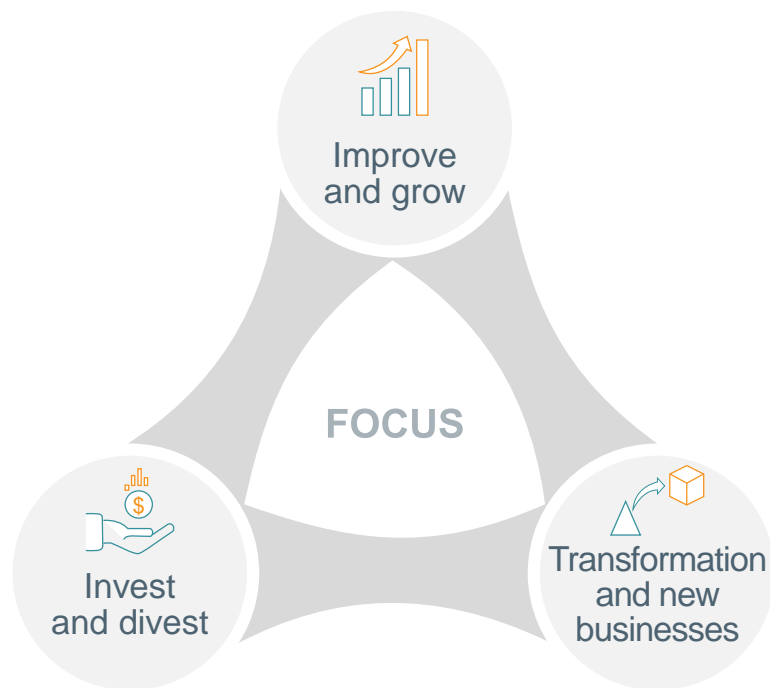 Improve
and grow
FOCUS
$
Invest
and divest
Transformation
and new
businesses